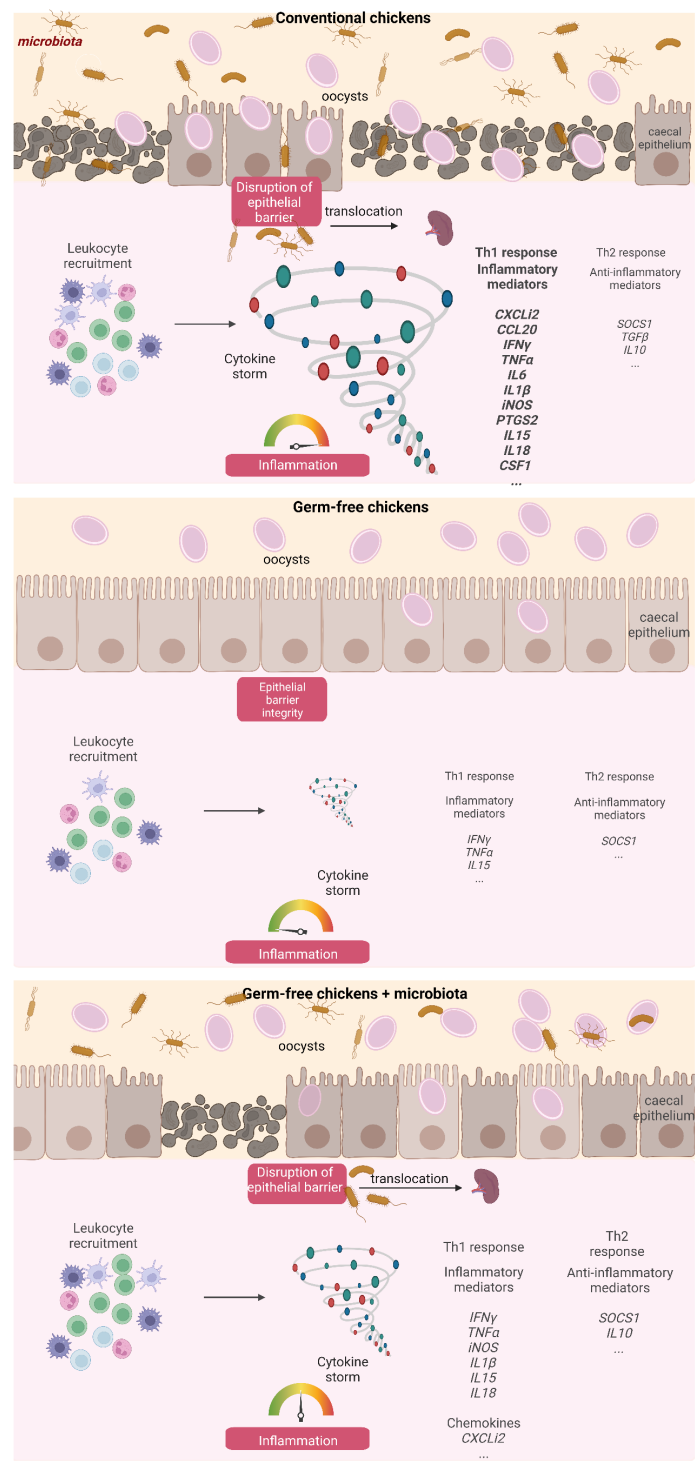 Conventional chickens
microbiota
oocysts
caecal
epithelium
Disruption of
epithelial
barrier
translocation
Leukocyte
recruitment
Cytokine
storm
Inflammation
Th1 response
Inflammatory
mediators
CXCLi2
CCL20
IFNγ
TNFα
IL6
IL1β
iNOS
PTGS2
IL15
IL18
CSF1
...
Th2 response
Anti-inflammatory
mediators
SOCS1
TGFβ
IL10
...
Germ-free chickens
oocysts
caecal
epithelium
Epithelial
barrier
integrity
Leukocyte
recruitment
Cytokine
storm
Inflammation
Th1 response
Inflammatory
mediators
IFNγ
TNFα
IL15
...
Th2 response
Anti-inflammatory
mediators
SOCS1
...
Germ-free chickens + microbiota
oocysts
caecal
epithelium
Disruption of
epithelial barrier
translocation
Leukocyte
recruitment
Cytokine
storm
Inflammation
Th1 response
Inflammatory
mediators
IFNγ
TNFα
iNOS
IL1β
IL15
IL18
Chemokines
CXCLi2
...
Th2
response
Anti-inflammatory
mediators
SOCS1
IL10
...